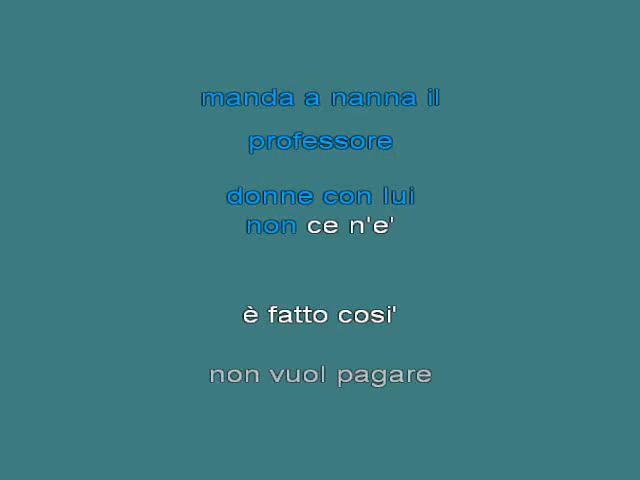 manda a nanna il
professore
donne con lui
non ce n'e'
è fatto cosi'
non vuol pagare